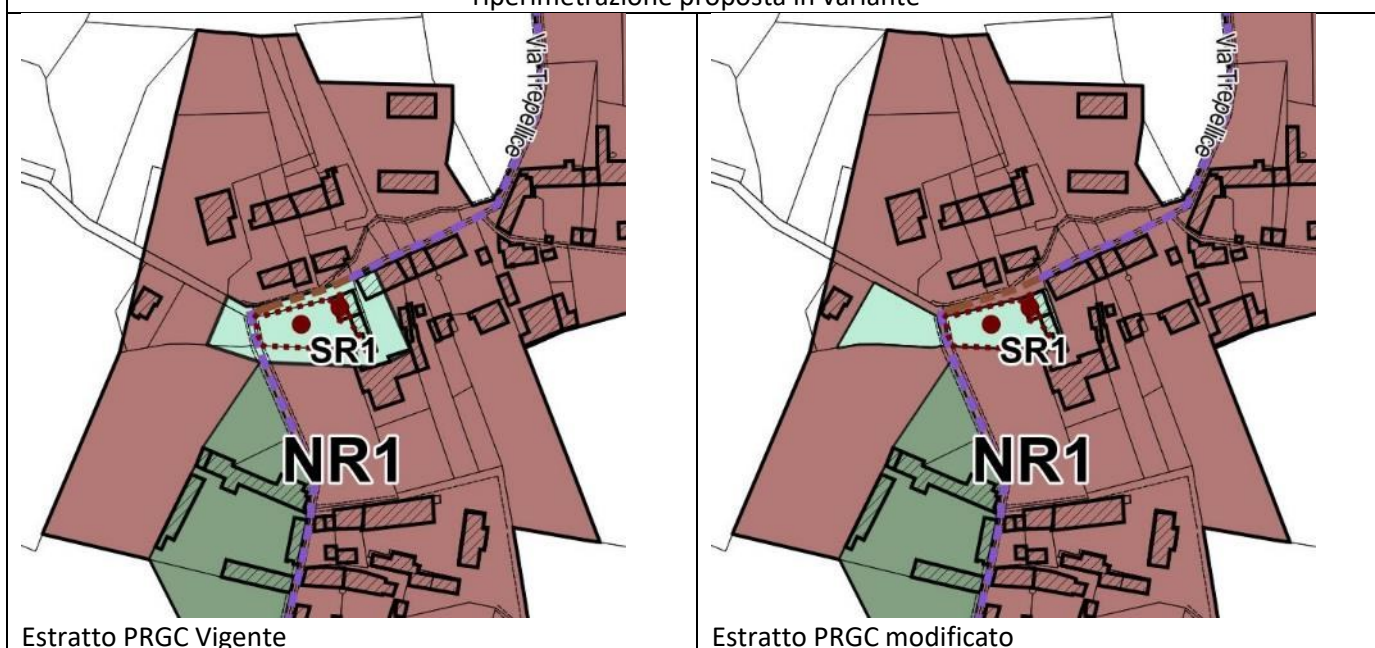 riperimetrazione proposta in variante
Via Trepellice
SR1
NR1
Via Trepellice
SR1
NR1
Estratto PRGC Vigente
Estratto PRGC modificato